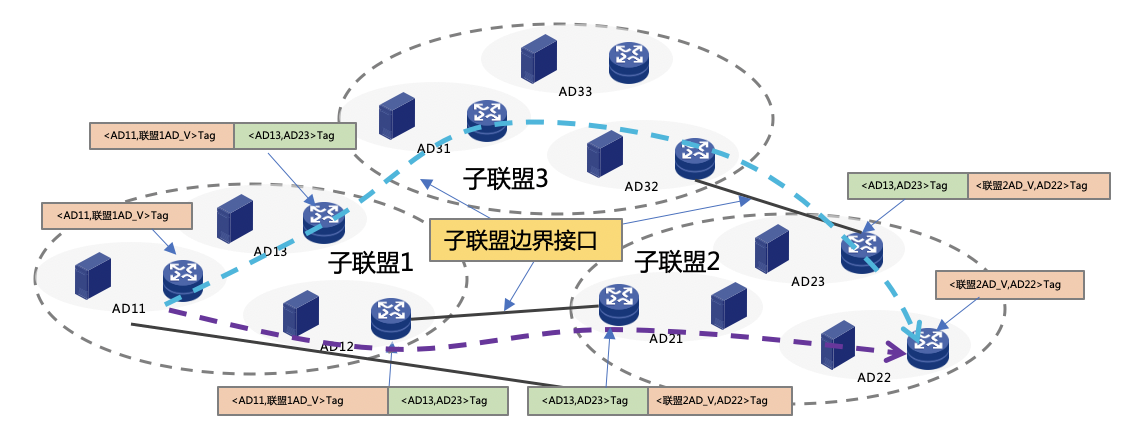 AD33
<AD11,联盟1AD_V>Tag
<AD13,AD23>Tag
AD31
子联盟3
AD32
<AD13,AD23>Tag
<联盟2AD_V,AD22>Tag
<AD11,联盟1AD_V>Tag
AD13
子联盟边界接口
子联盟1
子联盟2
AD23
<联盟2AD_V,AD22>Tag
AD11
AD12
AD21
AD22
<AD11,联盟1AD_V>Tag
<AD13,AD23>Tag
<AD13,AD23>Tag
<联盟2AD_V,AD22>Tag